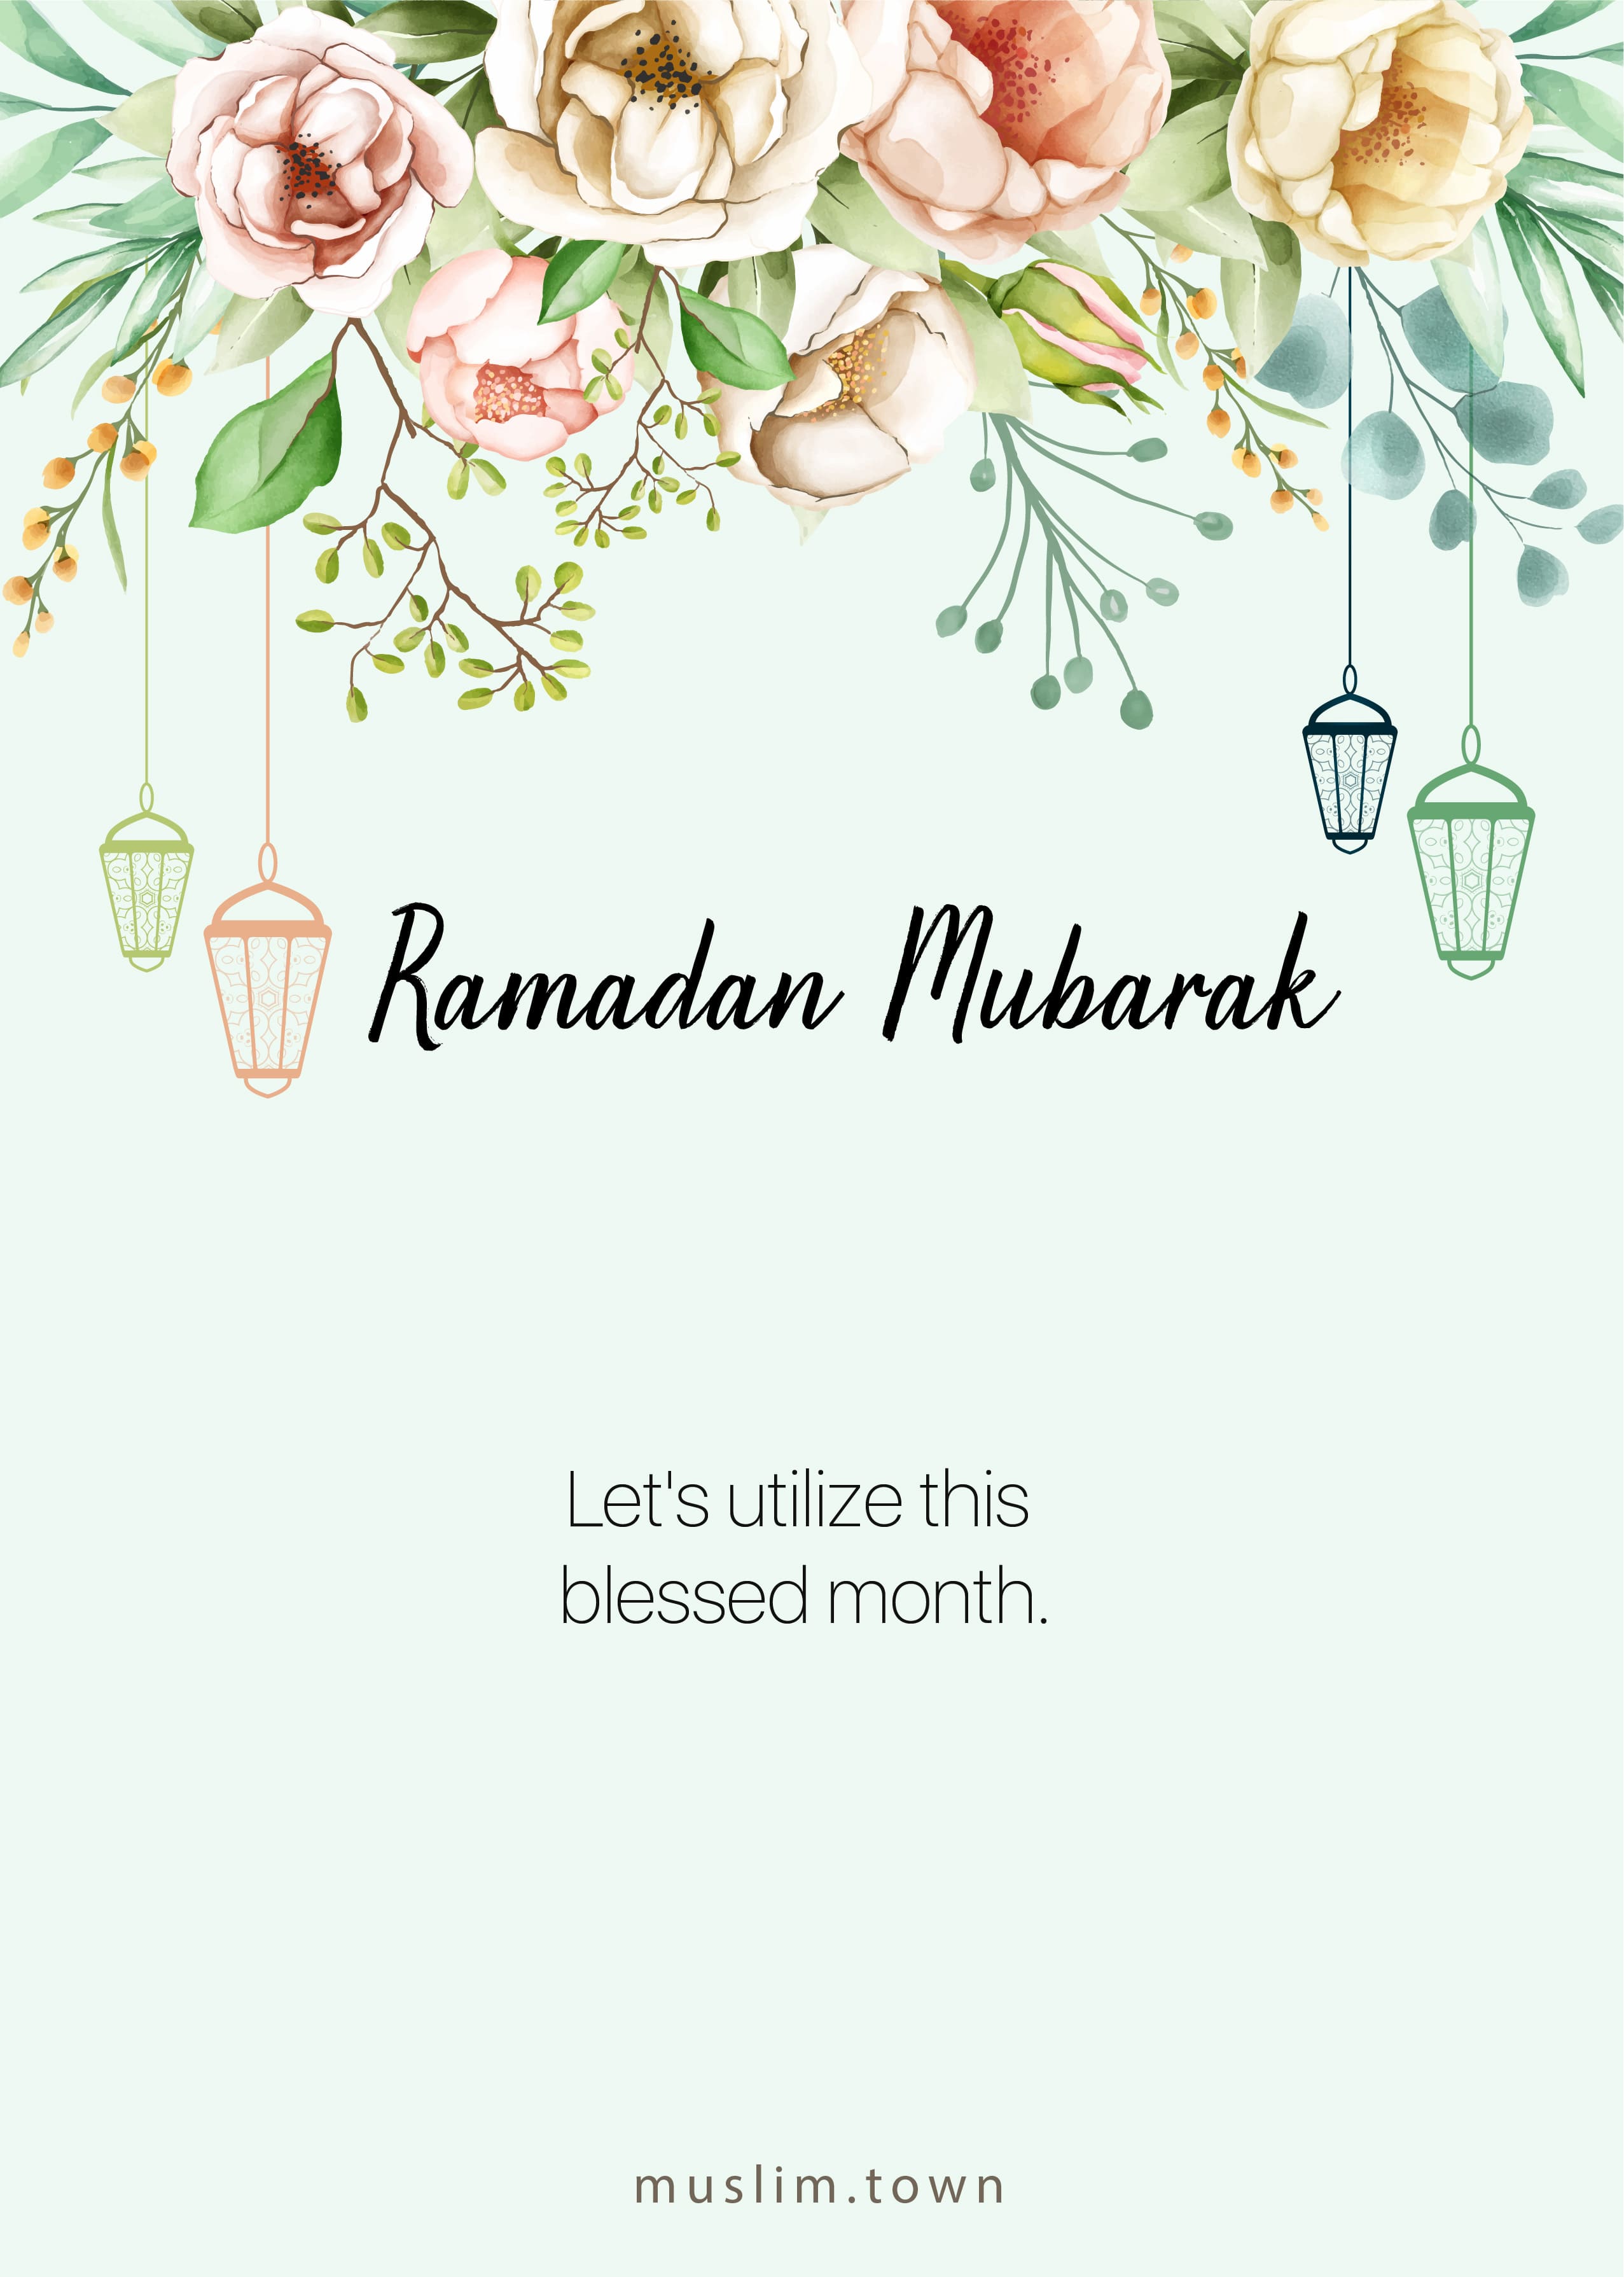 Ramadan Mubarak
Let's utilize this
blessed month.
muslim.town